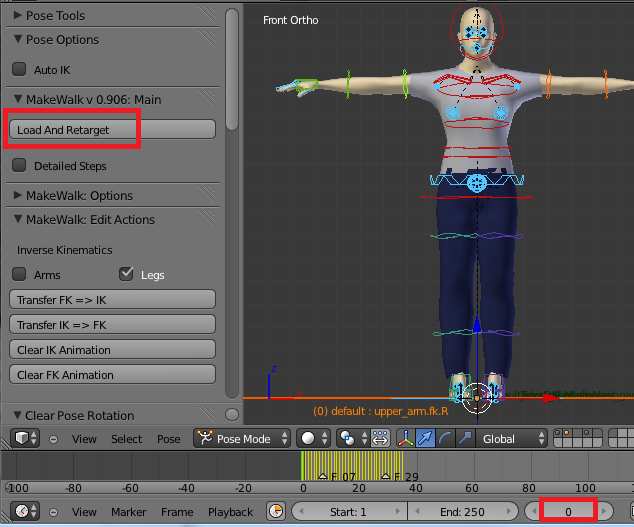 Pose Tools
Pose Options
Auto IK
MakeWalk v 0.906: Main
Load And Retarget
Detailed Steps
MakeWalk: Options
MakeWalk: Edit Actions
Inverse Kinematics
Arms Legs
Transfer FK => IK
Transfer IK => FK
Clear IK Animation
Clear FK Animation
Clear Pose Rotation
Front Ortho
z
x
(0) default : upper_arm.fk.R
View Select Pose Pose Mode Global
F_07 F_29
-100 -80 -60 -40 -20 0 20 40 60 80 100 120
View Marker Frame Playback Start: 1 End: 250 0